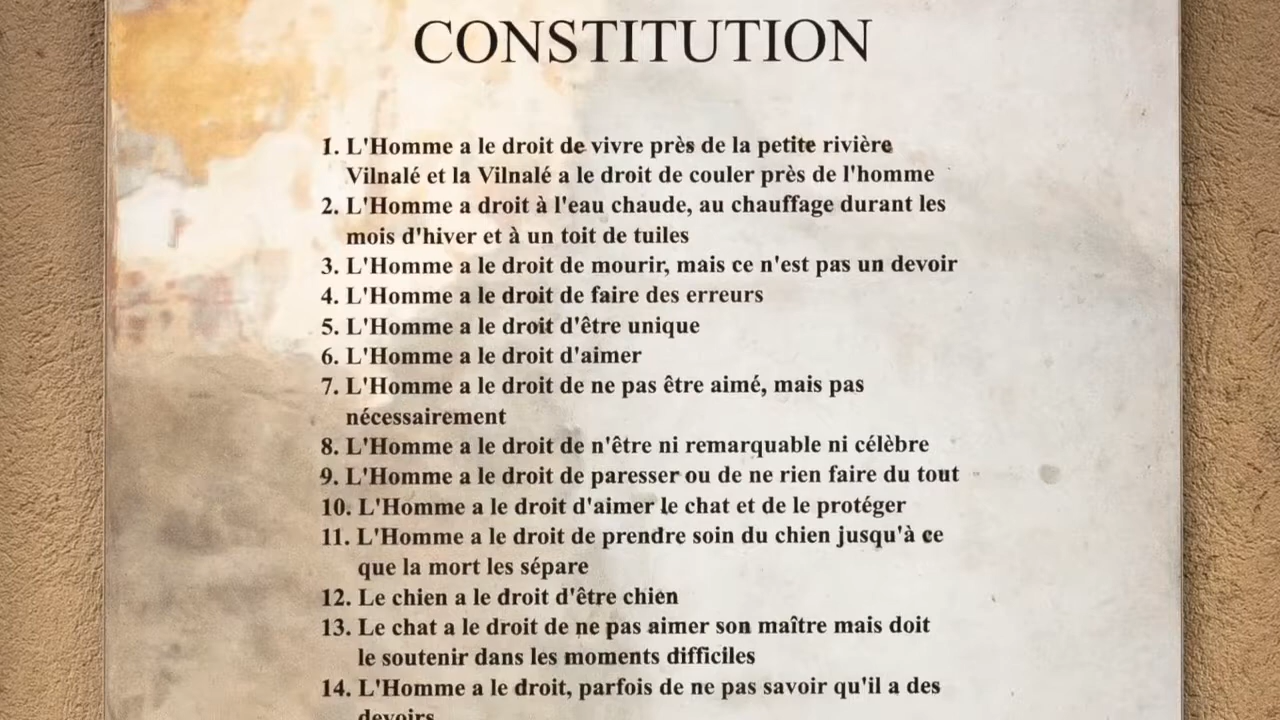 CONSTITUTION
1. L'Homme a le droit de vivre près de la petite rivière
Vilnalé et la Vilnalé a le droit de couler près de l'homme
2. L'Homme a droit à l'eau chaude, au chauffage durant les
mois d'hiver et à un toit de tuiles
3. L'Homme a le droit de mourir, mais ce n'est pas un devoir
4. L'Homme a le droit de faire des erreurs
5. L'Homme a le droit d'être unique
6. L'Homme a le droit d'aimer
7. L'Homme a le droit de ne pas être aimé, mais pas
nécessairement
8. L'Homme a le droit de n'être ni remarquable ni célèbre
9. L'Homme a le droit de paresser ou de ne rien faire du tout
10. L'Homme a le droit d'aimer le chat et de le protéger
11. L'Homme a le droit de prendre soin du chien jusqu'à ce
que la mort les sépare
12. Le chien a le droit d'être chien
13. Le chat a le droit de ne pas aimer son maître mais doit
le soutenir dans les moments difficiles
14. L'Homme a le droit, parfois de ne pas savoir qu'il a des
devoirs